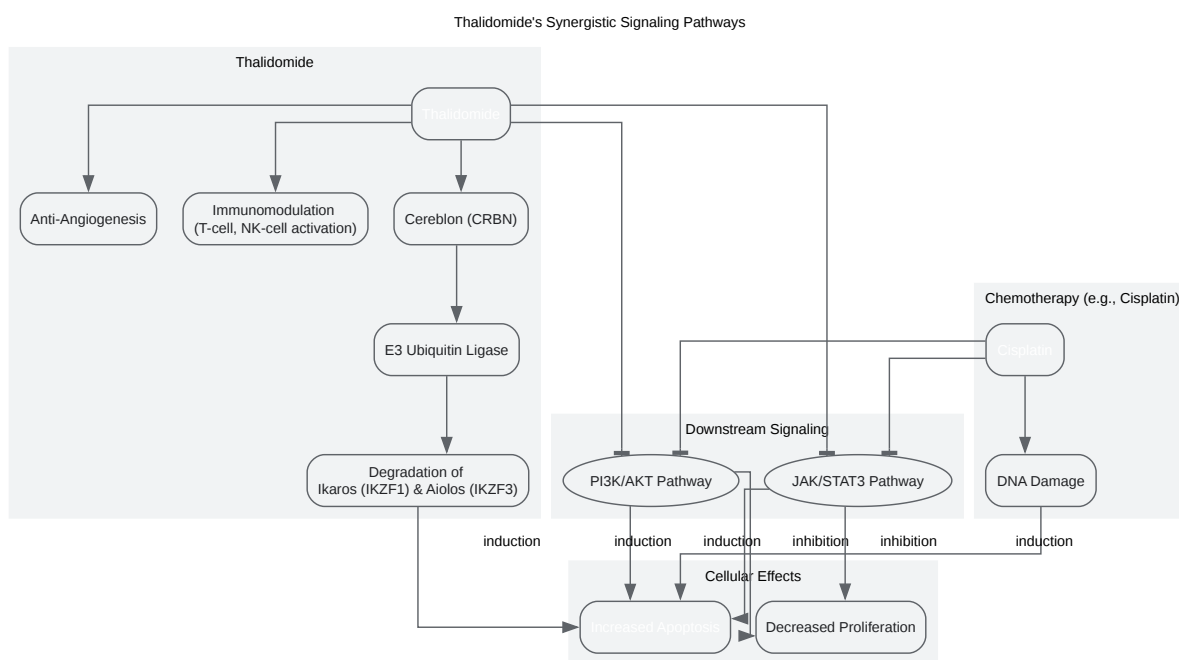 Thalidomide's Synergistic Signaling Pathways
Thalidomide
Thalidomide
Anti-Angiogenesis
Immunomodulation
(T-cell, NK-cell activation)
Cereblon (CRBN)
Chemotherapy (e.g., Cisplatin)
E3 Ubiquitin Ligase
Cisplatin
Downstream Signaling
Degradation of
Ikaros (IKZF1) & Aiolos (IKZF3)
PI3K/AKT Pathway
JAK/STAT3 Pathway
DNA Damage
induction
induction
induction
inhibition
inhibition
induction
Cellular Effects
Increased Apoptosis
Decreased Proliferation